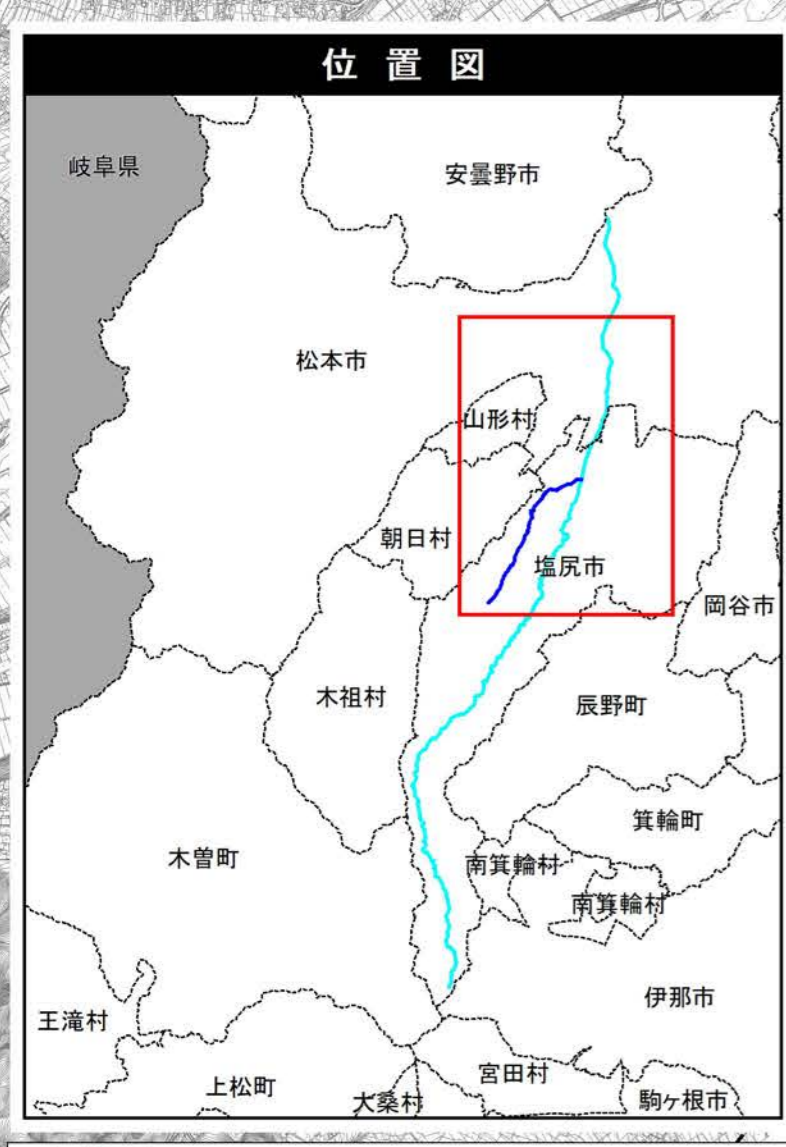 位置図
岐阜県
安曇野市
松本市
山形村
朝日村
塩尻市
岡谷市
木祖村
辰野町
箕輪町
木曽町
南箕輪村
南箕輪村
伊那市
王滝村
宮田村
上松町
大桑村
駒ヶ根市